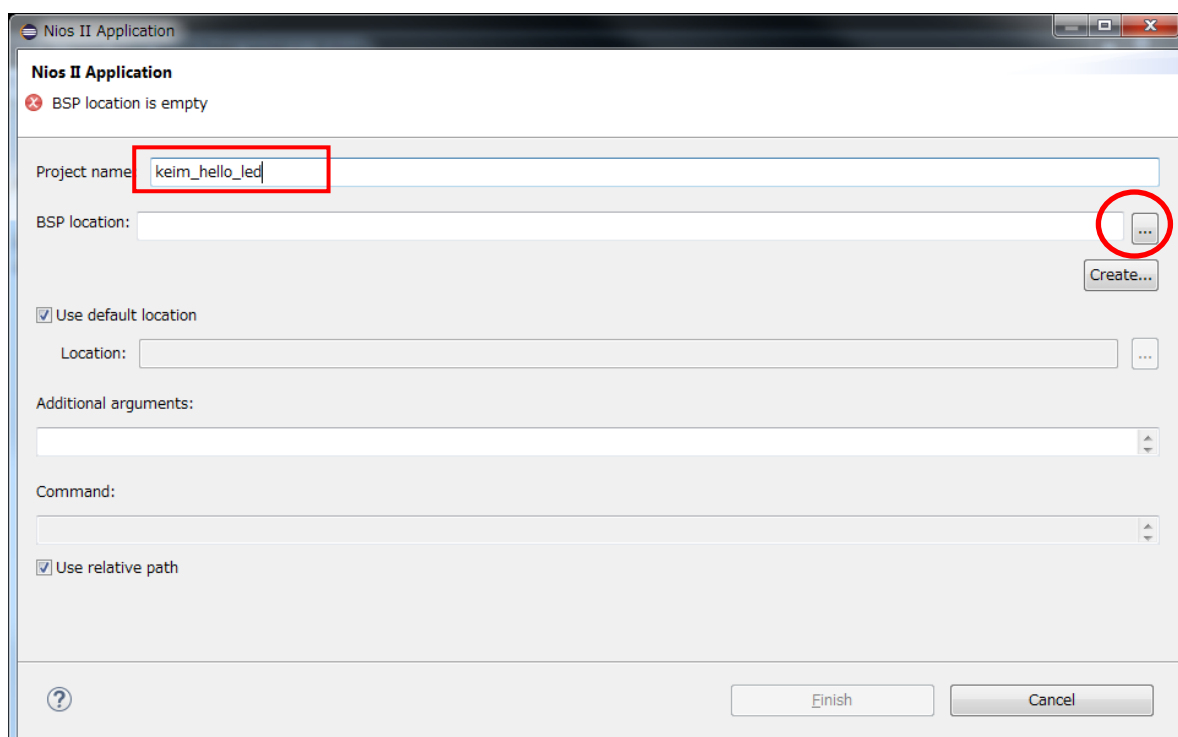 Nios II Application
Nios II Application
BSP location is empty
Project name
keim_hello_led
BSP location:
...
Create...
Use default location
Location:
...
Additional arguments:
Command:
Use relative path
?
Finish
Cancel